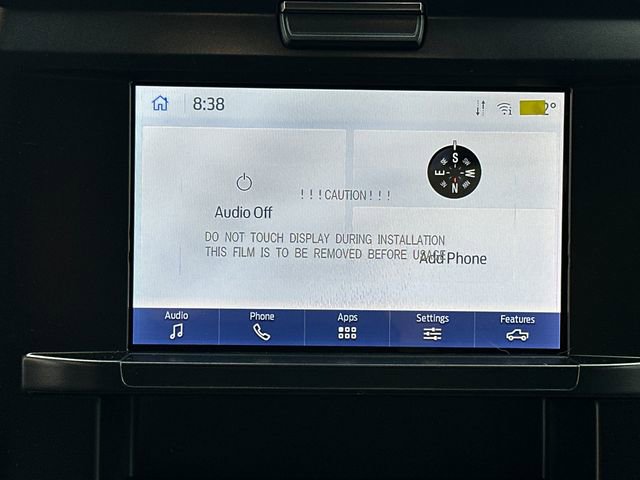 8:38
2°
S
E
W
N
!!!CAUTION!!!
Audio Off
DO NOT TOUCH DISPLAY DURING INSTALLATION
THIS FILM IS TO BE REMOVED BEFORE USAGE
Add Phone
Audio
Phone
Apps
Settings
Features